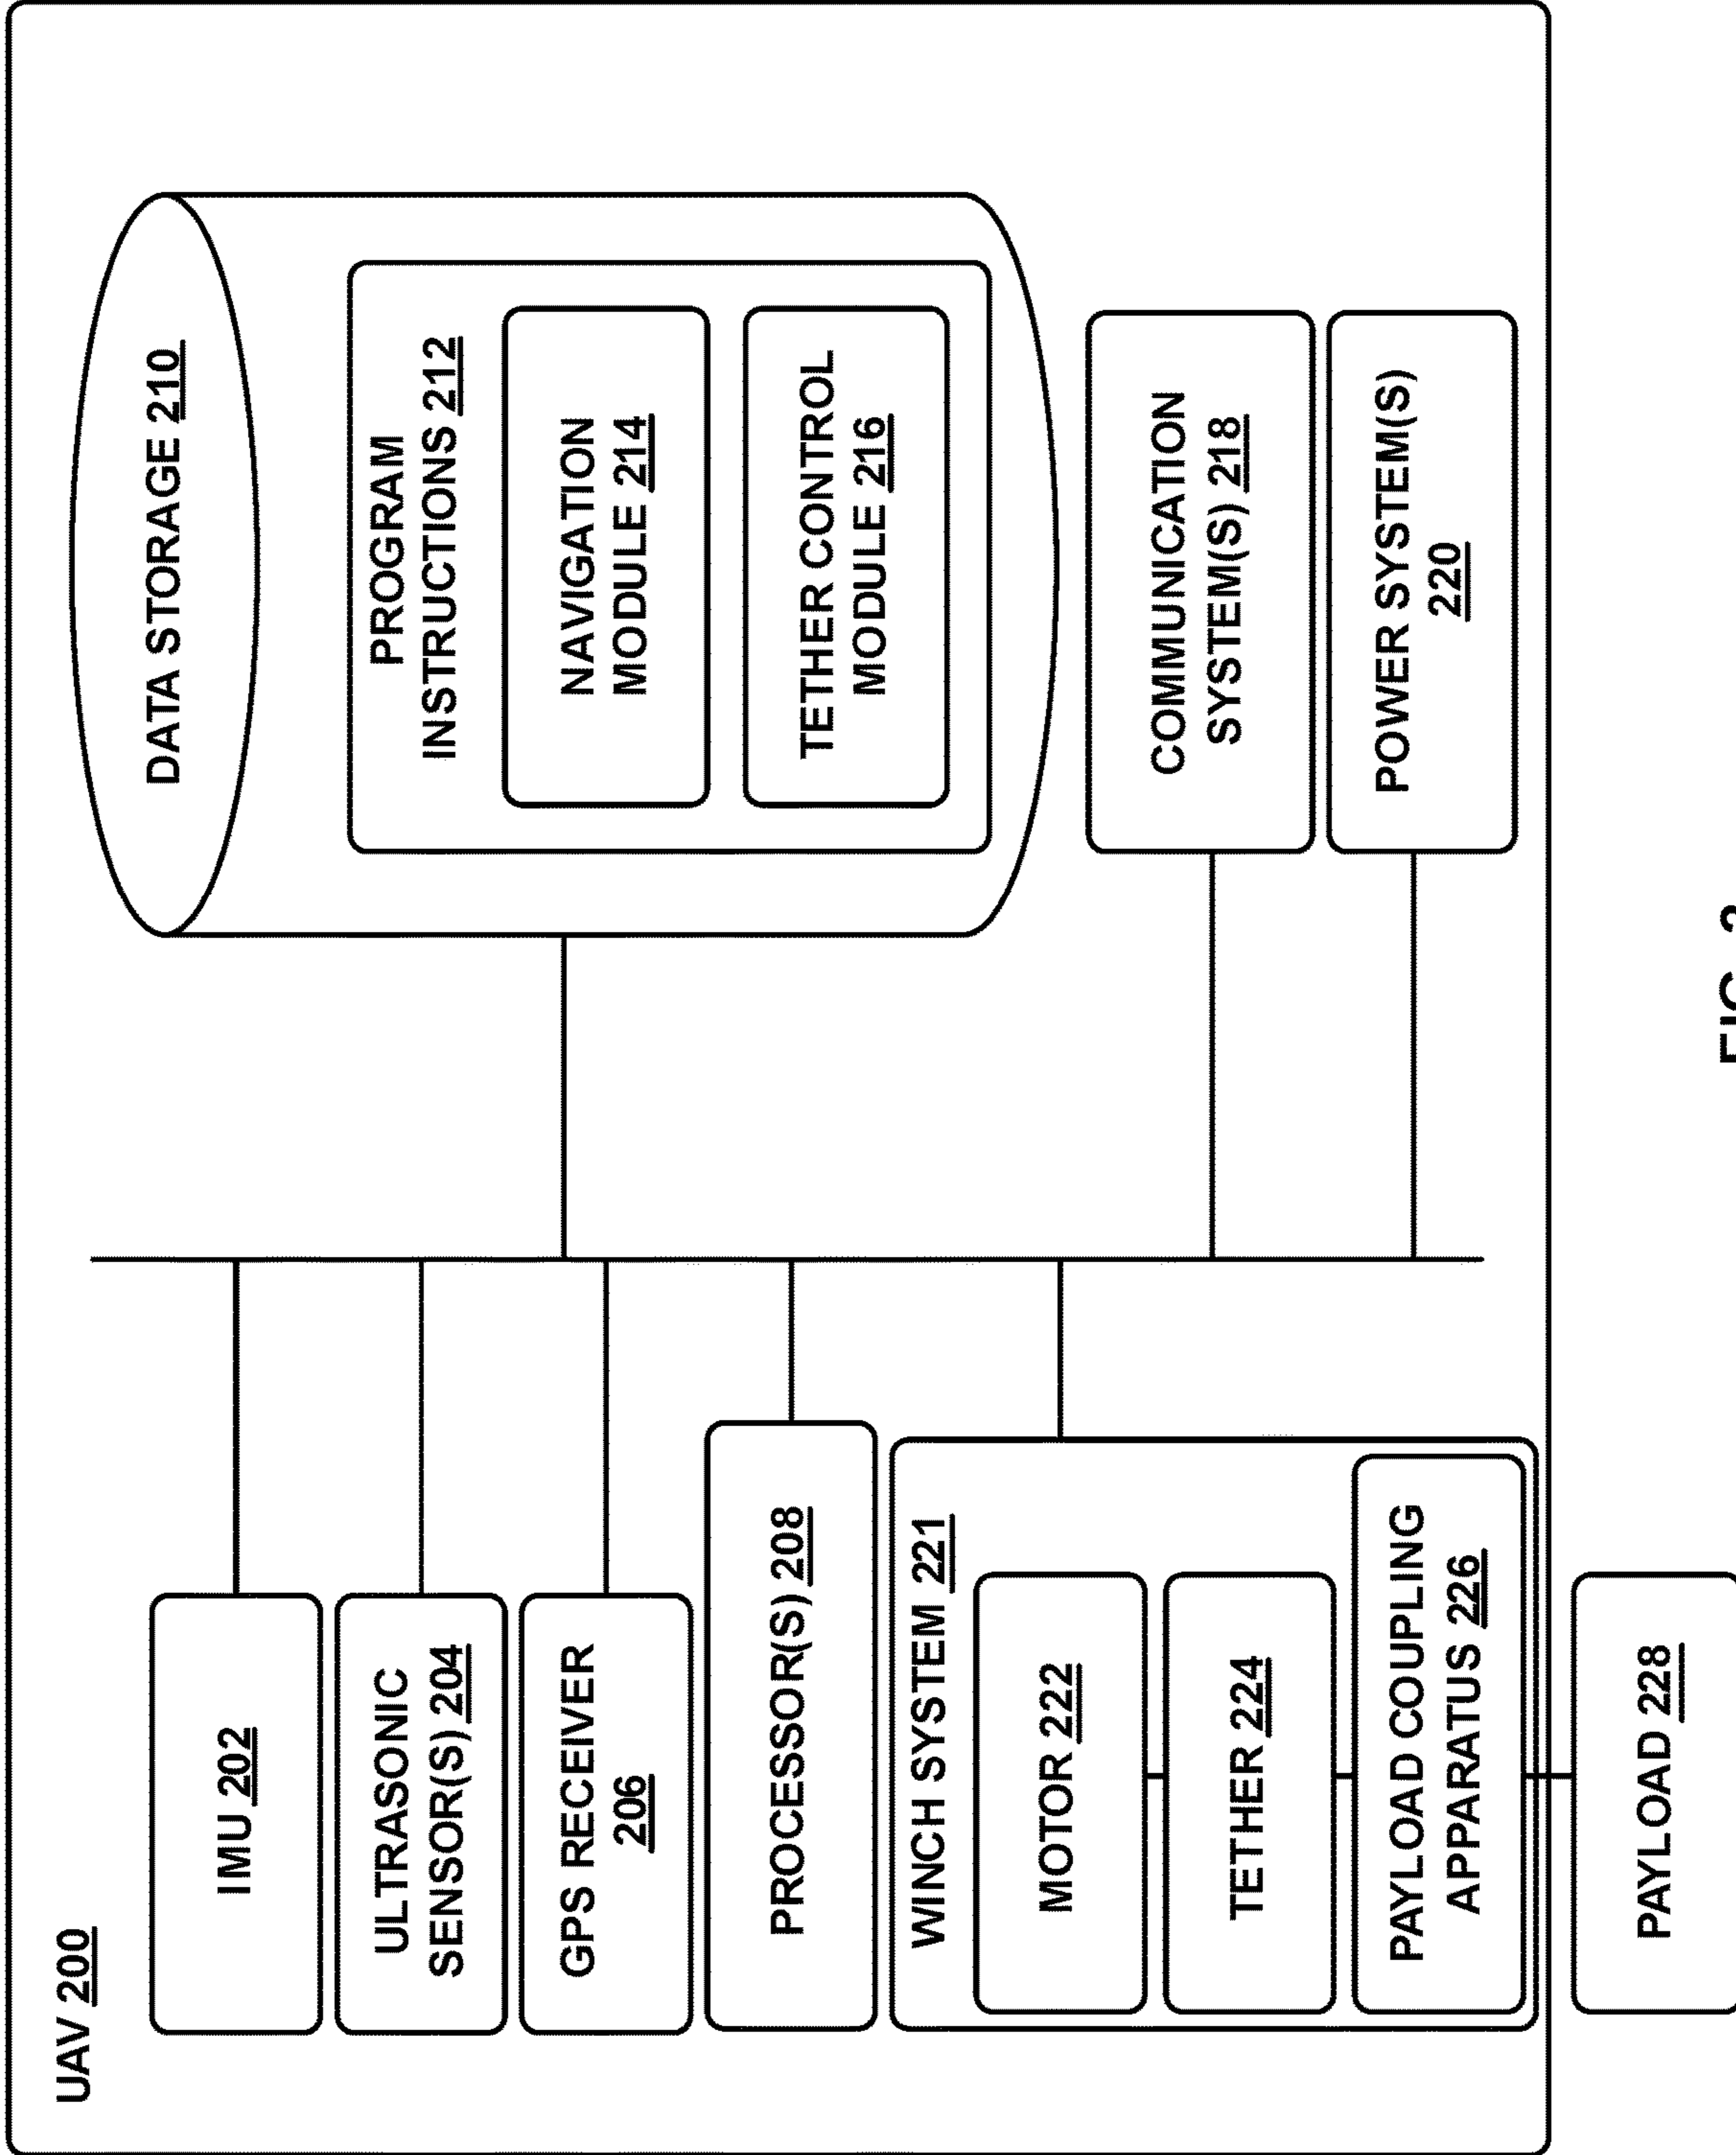 UAV 200
IMU 202
ULTRASONIC
SENSOR(S) 204
GPS RECEIVER
206
PROCESSOR(S) 208
WINCH SYSTEM 221
MOTOR 222
TETHER 224
PAYLOAD COUPLING
APPARATUS 226
PAYLOAD 228
DATA STORAGE 210
PROGRAM
INSTRUCTIONS 212
NAVIGATION
MODULE 214
TETHER CONTROL
MODULE 216
COMMUNICATION
SYSTEM(S) 218
POWER SYSTEM(S)
220
FIG.